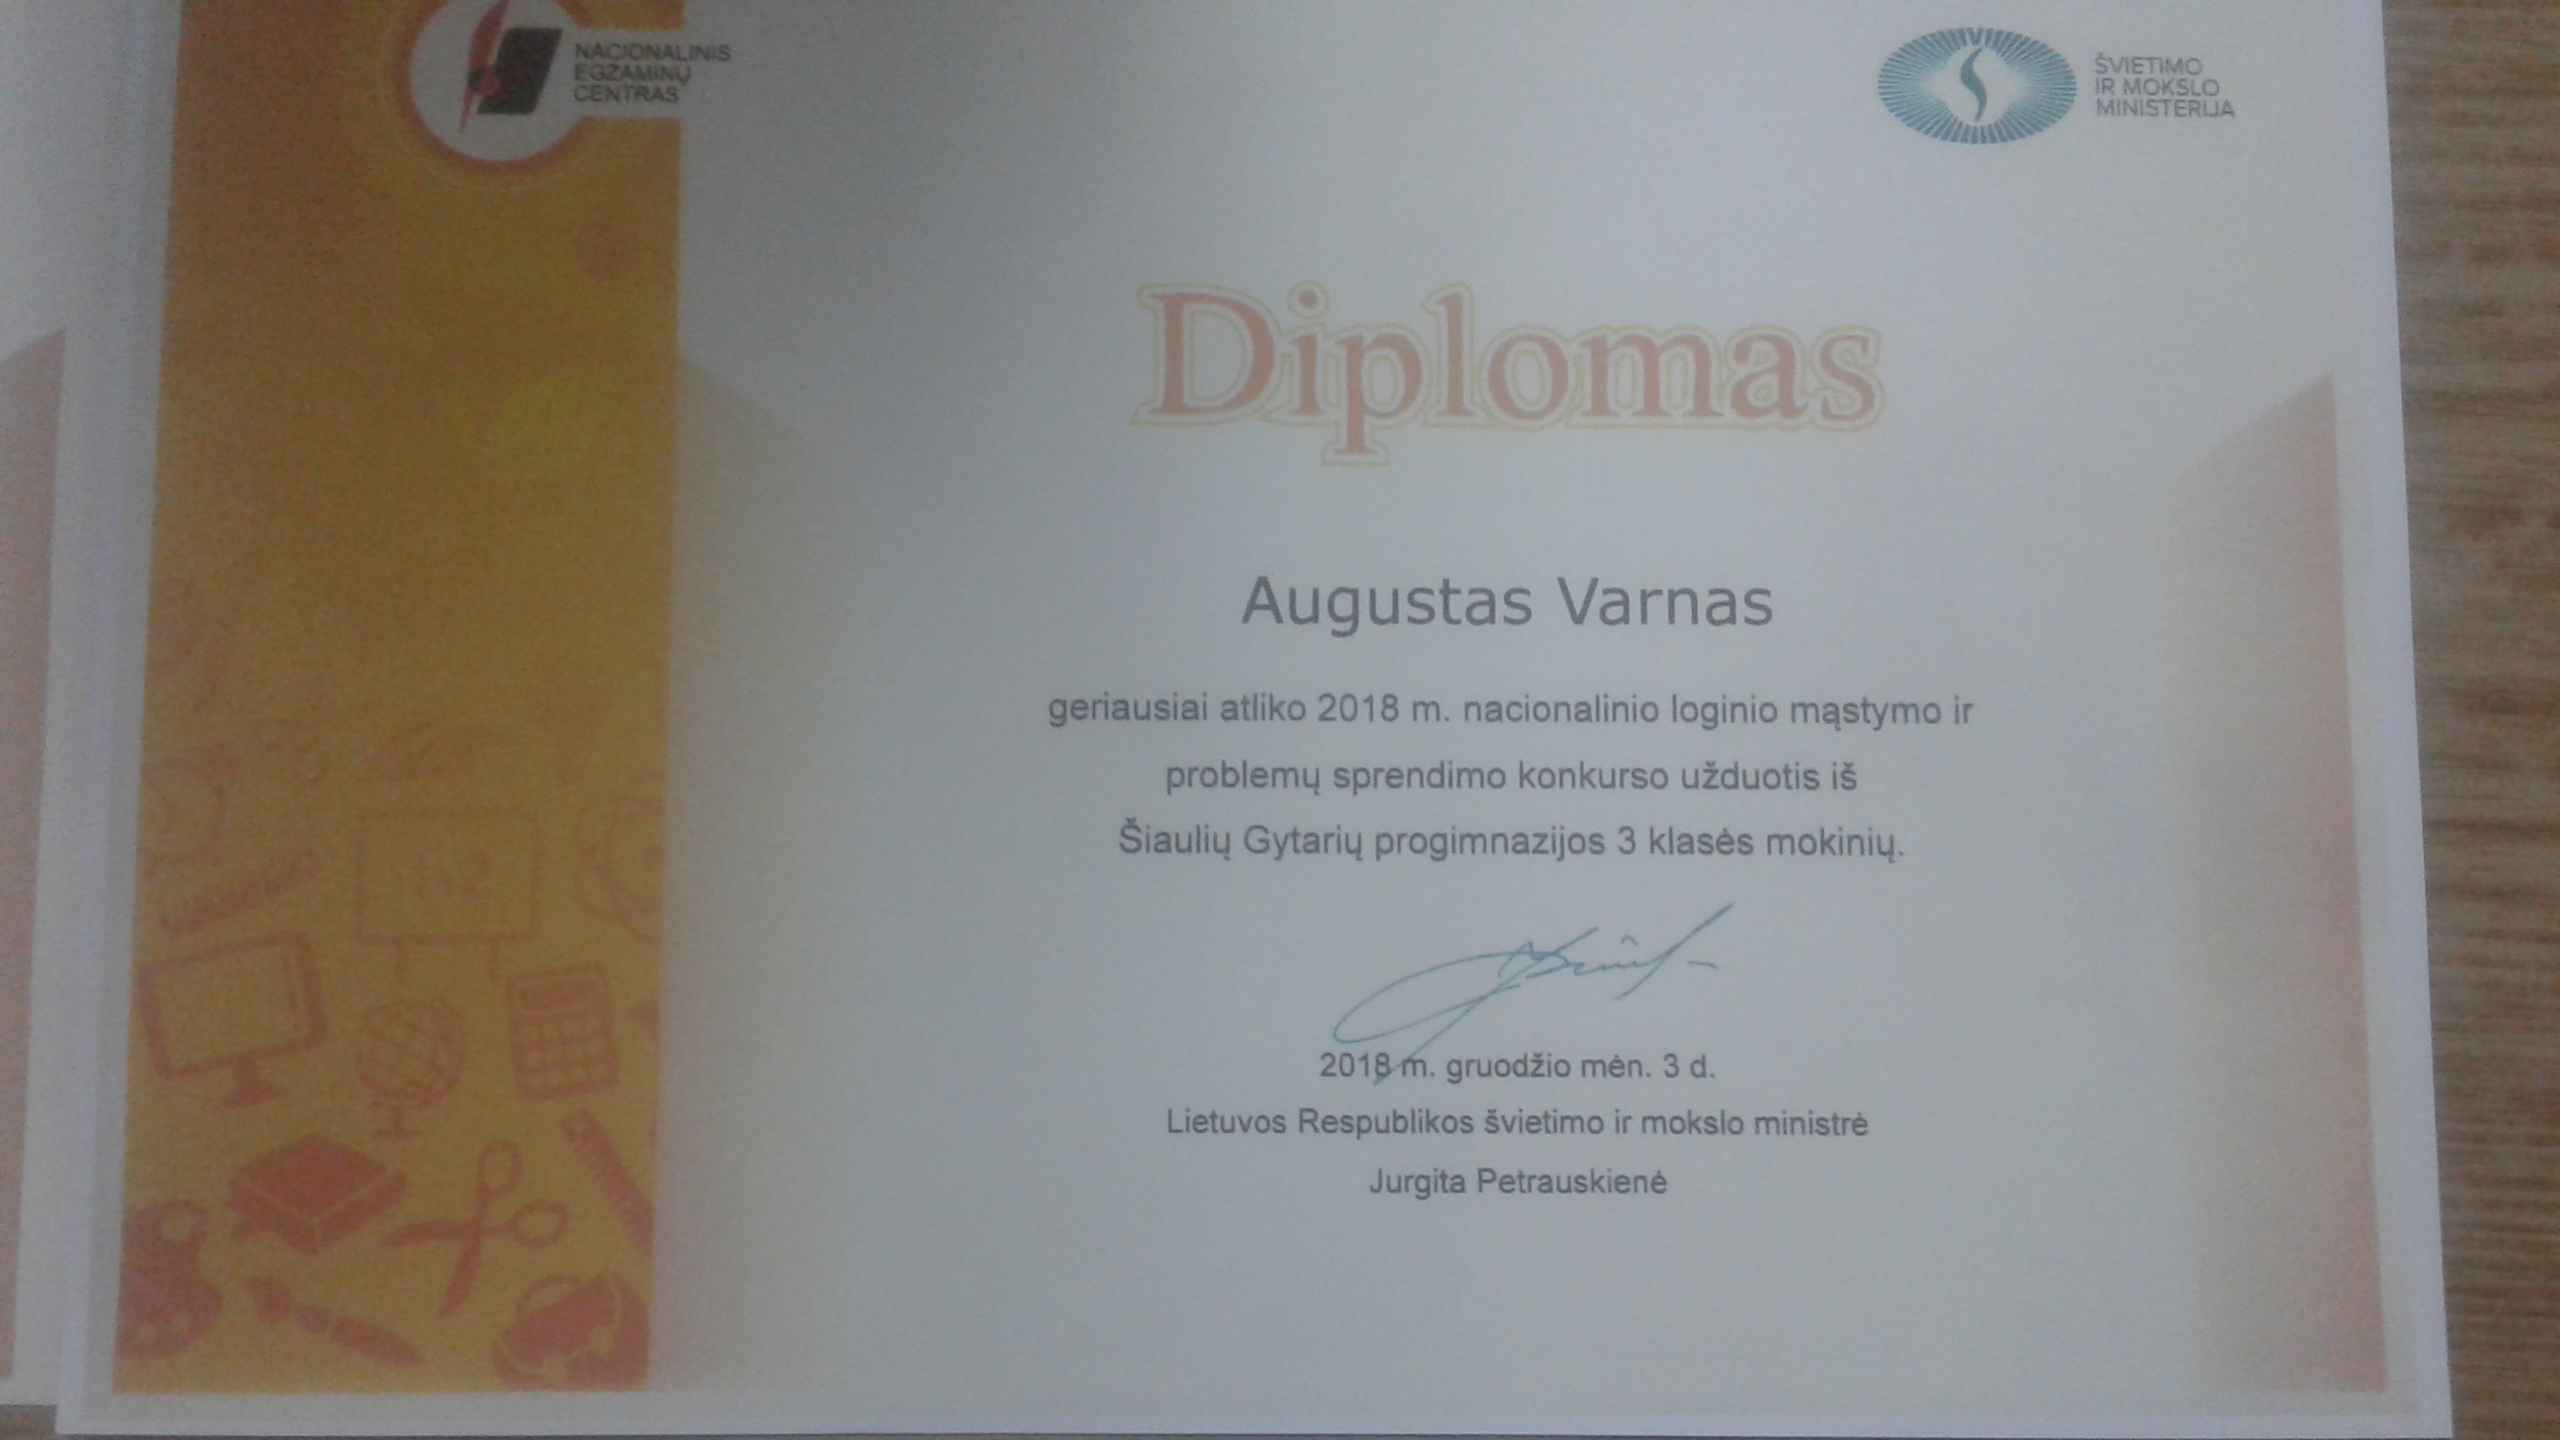 NACIONALINIS
EGZAMINŲ
CENTRAS
ŠVIETIMO
IR MOKSLO
MINISTERIJA
Diplomas
Augustas Varnas
geriausiai atliko 2018 m. nacionalinio loginio mąstymo ir
problemų sprendimo konkurso užduotis iš
Šiaulių Gytarių progimnazijos 3 klasės mokinių.
2018 m. gruodžio mėn. 3 d.
Lietuvos Respublikos švietimo ir mokslo ministrė
Jurgita Petrauskienė